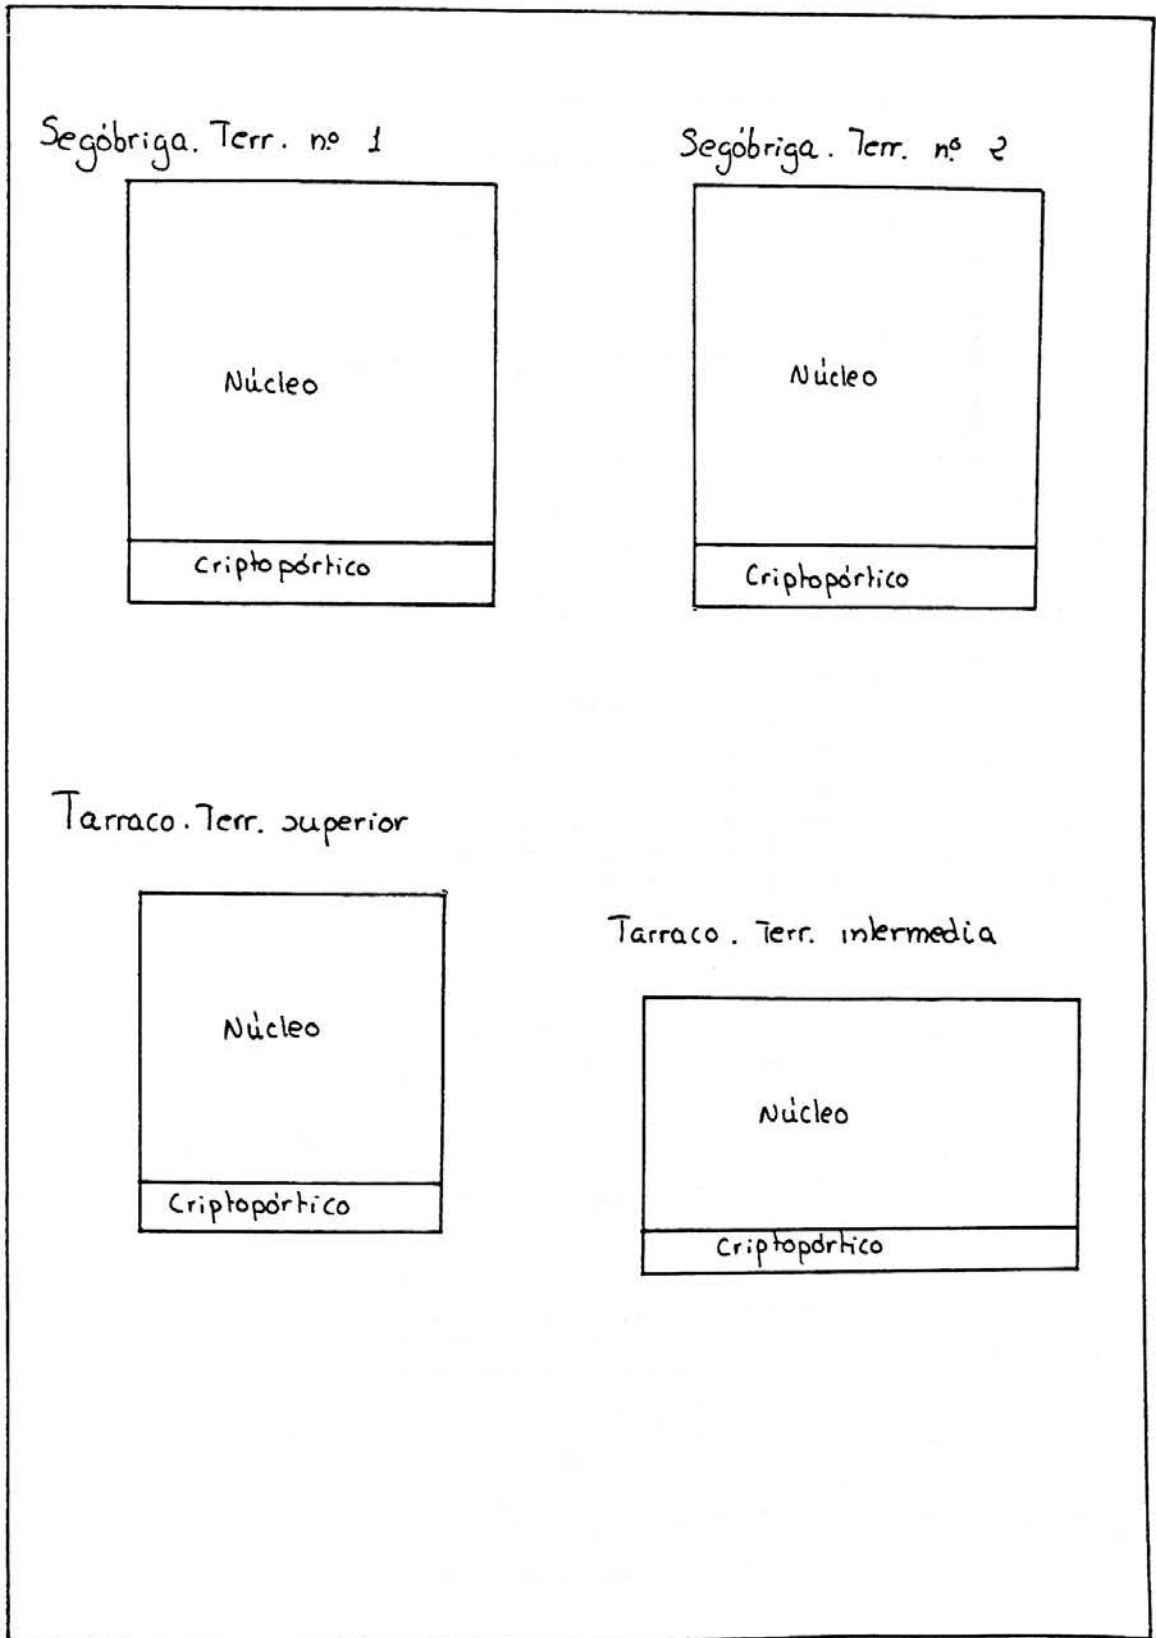 Segóbriga. Terr. nº 1
Segóbriga. Terr. nº 2
Núcleo
Núcleo
Criptopórtico
Criptopórtico
Tarraco. Terr. superior
Tarraco. Terr. intermedia
Núcleo
Núcleo
Criptopórtico
Criptopórtico